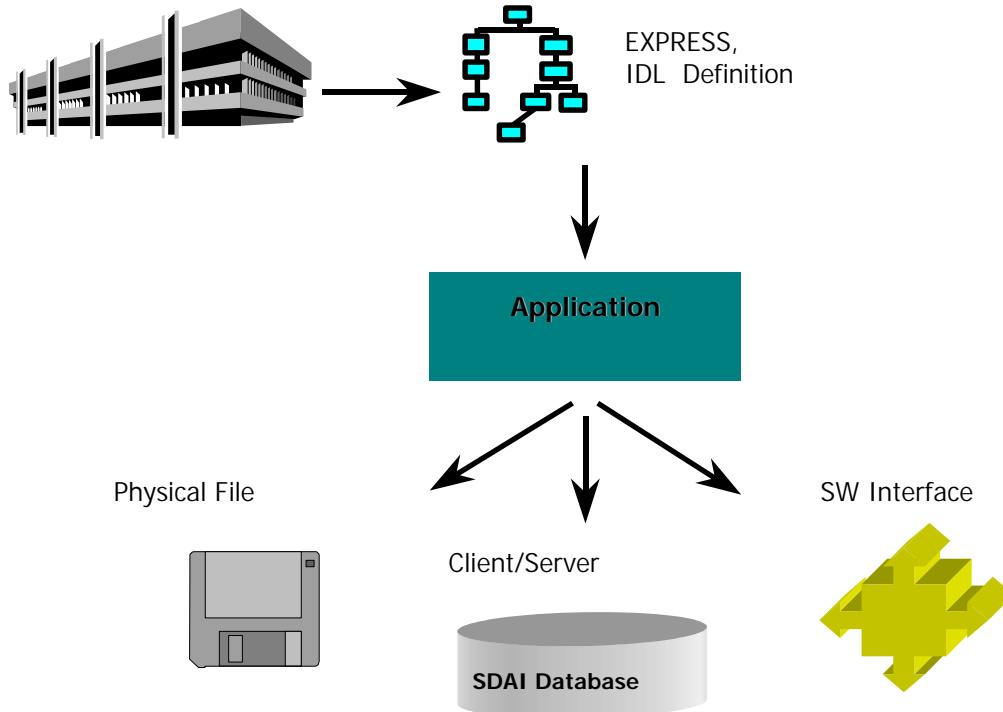 EXPRESS,
IDL Definition
Application
Physical File
SW Interface
Client/Server
SDAI Database